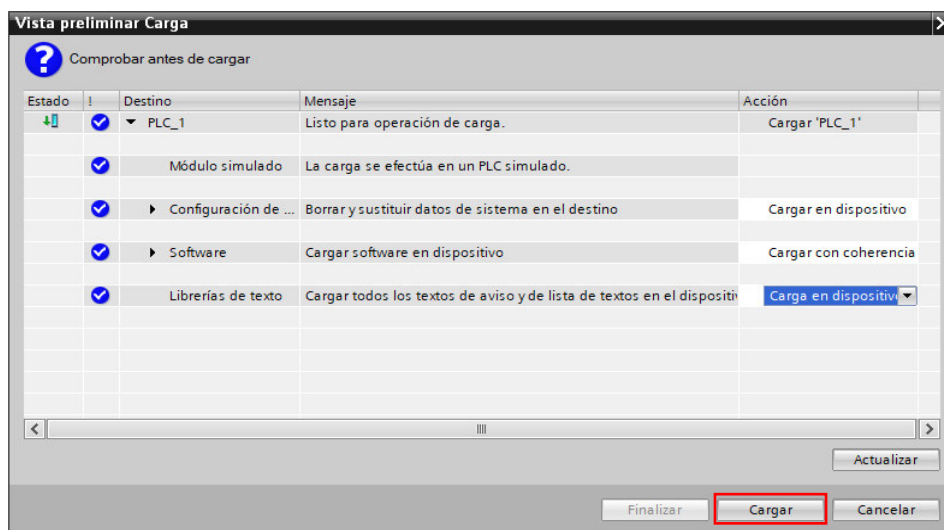 Vista preliminar Carga
Comprobar antes de cargar
Estado ! Destino Mensaje Acción
PLC_1 Listo para operación de carga. Cargar 'PLC_1'
Módulo simulado La carga se efectúa en un PLC simulado.
Configuración de ... Borrar y sustituir datos de sistema en el destino Cargar en dispositivo
Software Cargar software en dispositivo Cargar con coherencia
Librerías de texto Cargar todos los textos de aviso y de lista de textos en el dispositiv Carga en dispositiv
Actualizar
Finalizar Cargar Cancelar